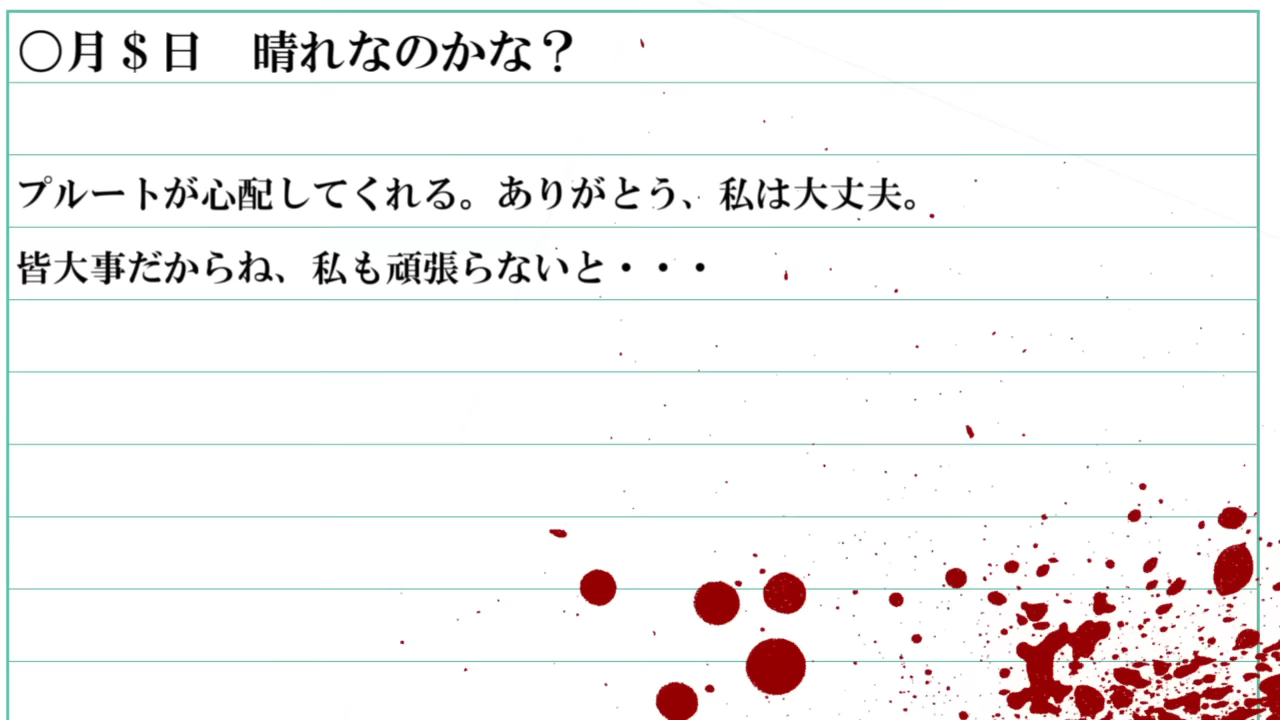 〇月＄日　晴れなのかな？
プルートが心配してくれる。ありがとう、私は大丈夫。
皆大事だからね、私も頑張らないと・・・